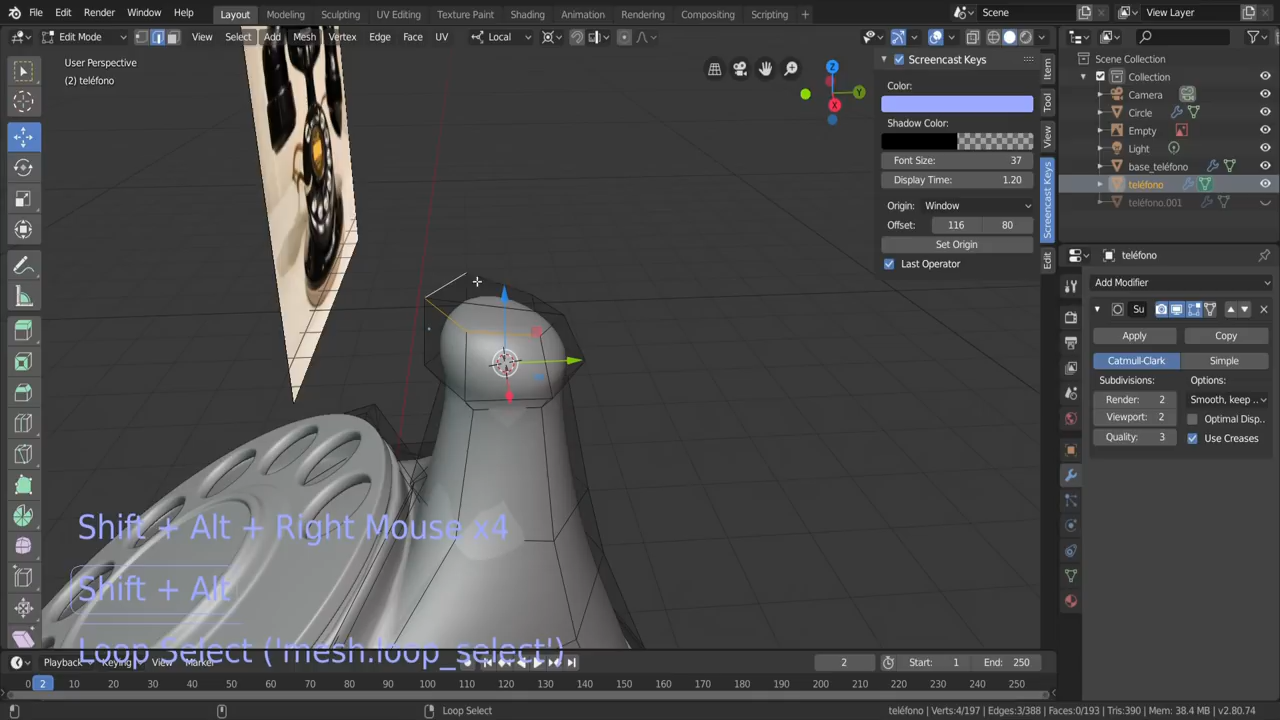 File Edit Render Window Help Layout Modeling Sculpting UV Editing Texture Paint Shading Animation Rendering Compositing Scripting + Scene View Layer
Edit Mode View Select Add Mesh Vertex Edge Face UV Local
User Perspective
(2) teléfono
Z
Y
X
Screencast Keys
Color:
Shadow Color:
Font Size: 37
Display Time: 1.20
Origin: Window
Offset: 116 80
Set Origin
Last Operator
Item
Tool
View
Screencast Keys
Edit
Scene Collection
Collection
Camera
Circle
Empty
Light
base_teléfono
teléfono
teléfono.001
teléfono
Add Modifier
Su
Apply Copy
Catmull-Clark Simple
Subdivisions: Options:
Render: 2 Smooth, keep ..
Viewport: 2 Optimal Disp..
Quality: 3 Use Creases
Shift + Alt + Right Mouse x4
Shift + Alt
Loop Select ('mesh.loop_select')
Playback Keying View Marker 2 Start: 1 End: 250
2 10 20 30 40 50 60 70 80 90 100 110 120 130 140 150 160 170 180 190 200 210 220 230 240 250
Loop Select teléfono | Verts:4/197 | Edges:3/388 | Faces:0/193 | Tris:390 | Mem: 38.4 MB | v2.80.74